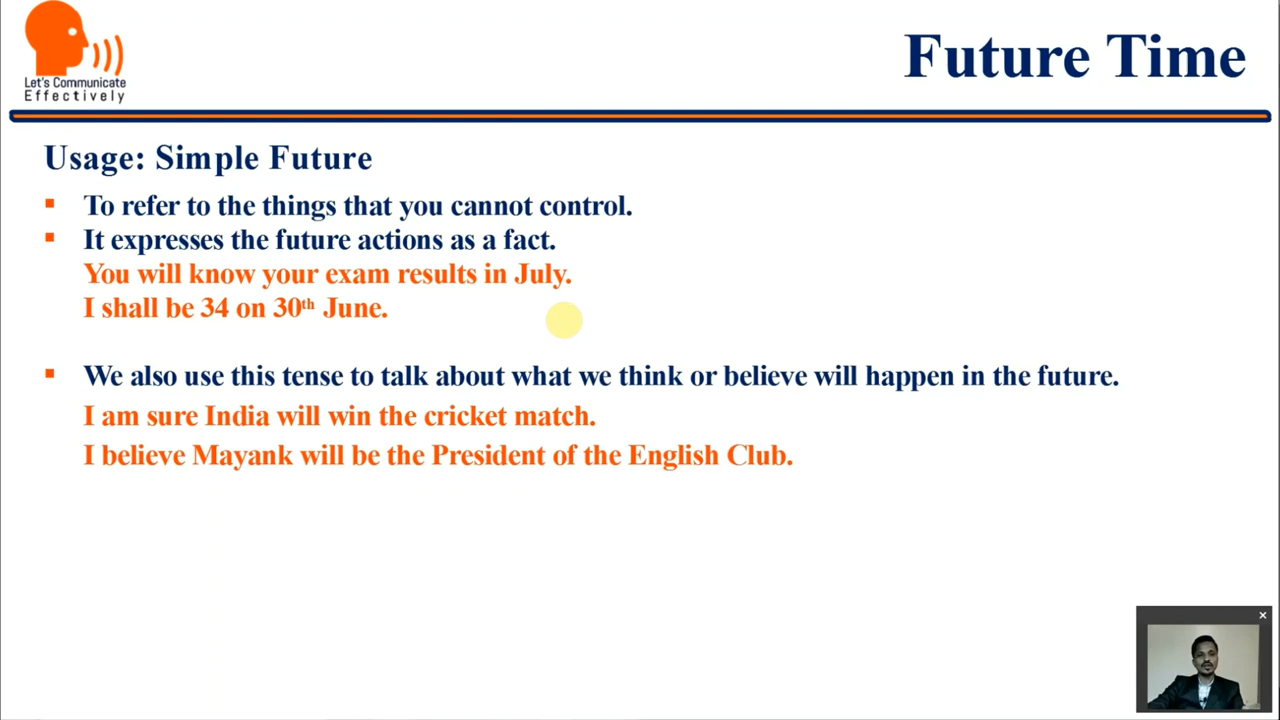 Let's Communicate
Effectively
Future Time
Usage: Simple Future
▪ To refer to the things that you cannot control.
▪ It expresses the future actions as a fact.
You will know your exam results in July.
I shall be 34 on 30th June.
▪ We also use this tense to talk about what we think or believe will happen in the future.
I am sure India will win the cricket match.
I believe Mayank will be the President of the English Club.